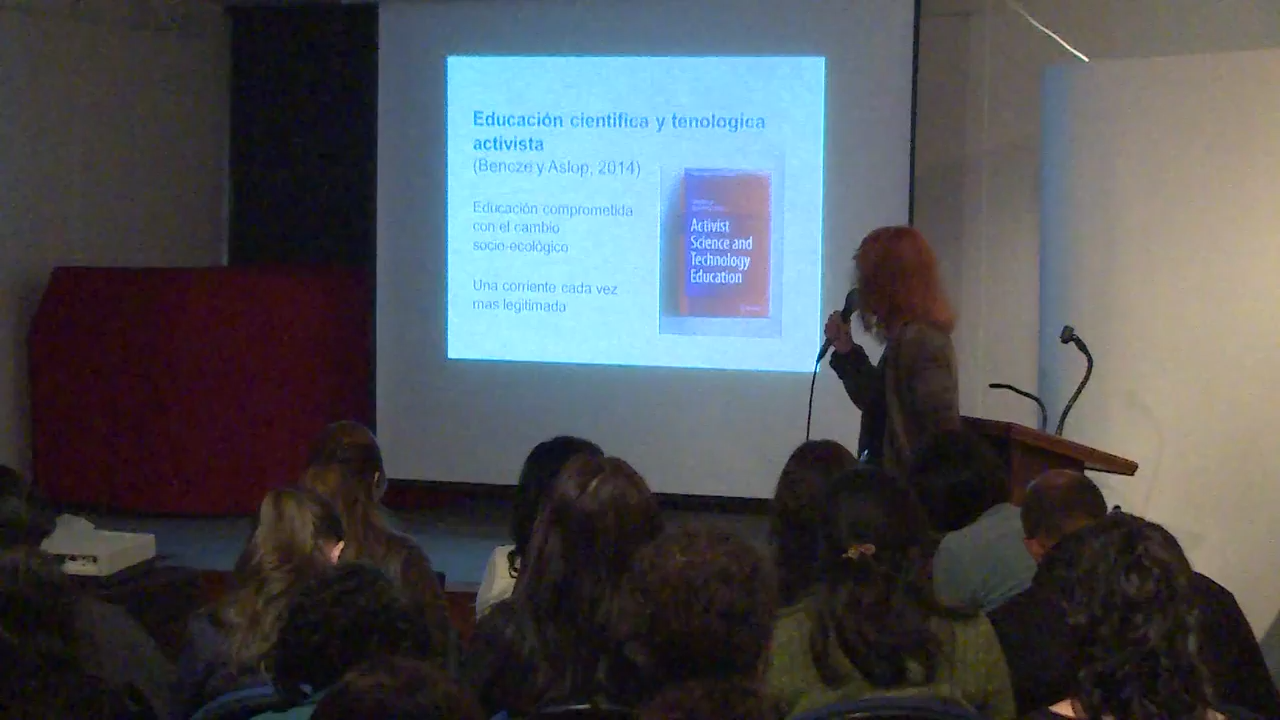 Educación cientifica y tenologica
activista
(Bencze y Aslop, 2014)
Educación comprometida
con el cambio
socio-ecológico
Una corriente cada vez
mas legitimada
Activist
Science and
Technology
Education